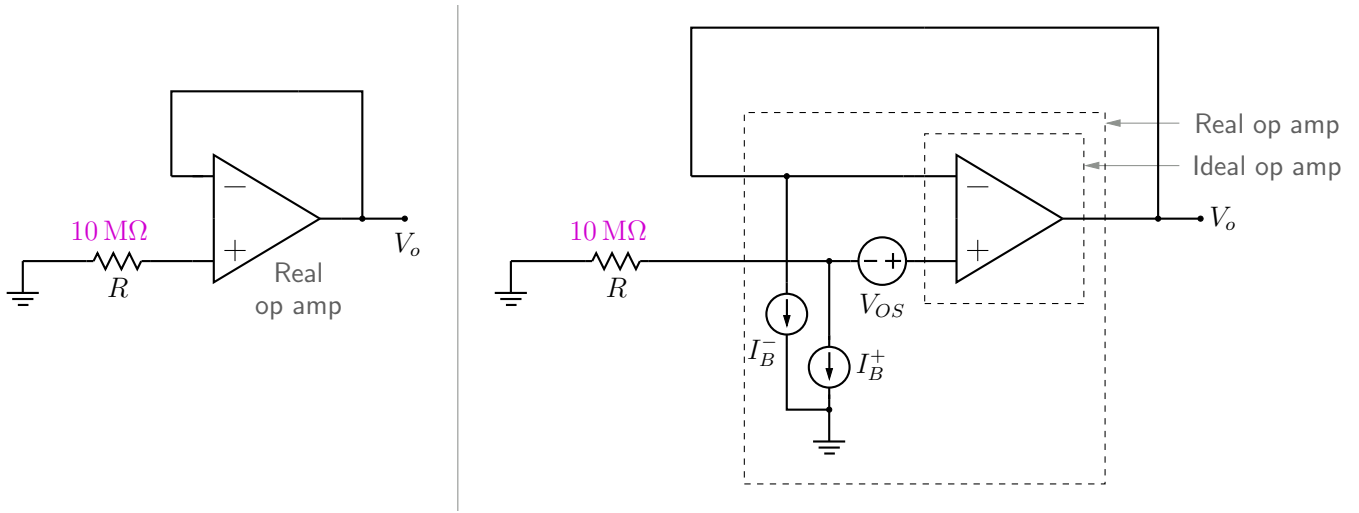 10 MΩ
−
+
R
V_o
Real
op amp
10 MΩ
R
I_B^-
I_B^+
− +
V_OS
−
+
V_o
Real op amp
Ideal op amp